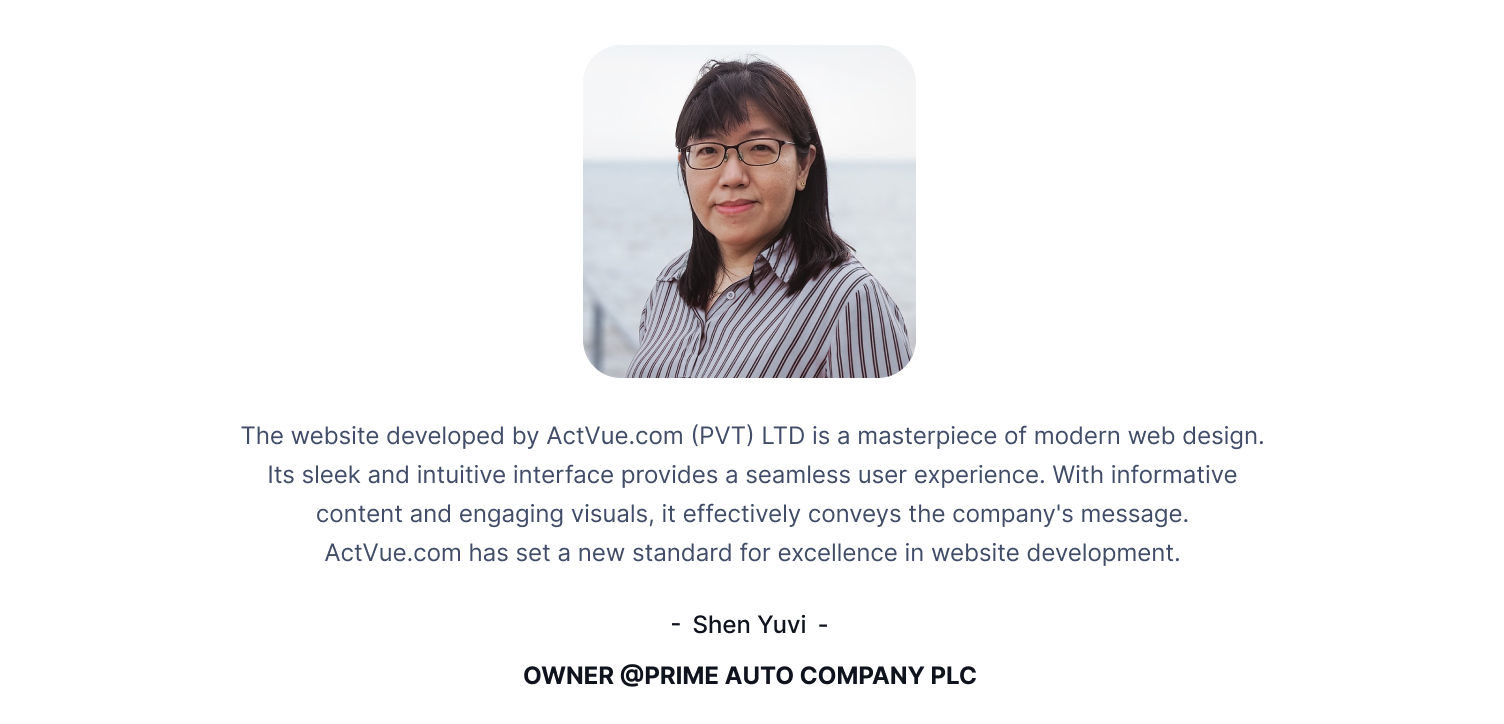 The website developed by ActVue.com (PVT) LTD is a masterpiece of modern web design.
Its sleek and intuitive interface provides a seamless user experience. With informative
content and engaging visuals, it effectively conveys the company's message.
ActVue.com has set a new standard for excellence in website development.
- Shen Yuvi -
OWNER @PRIME AUTO COMPANY PLC